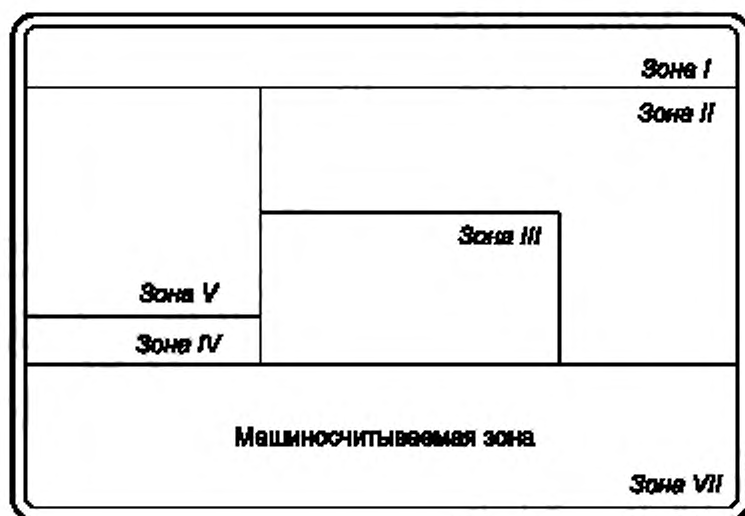 Зона I
Зона II
Зона III
Зона V
Зона IV
Машиносчитываемая зона
Зона VII